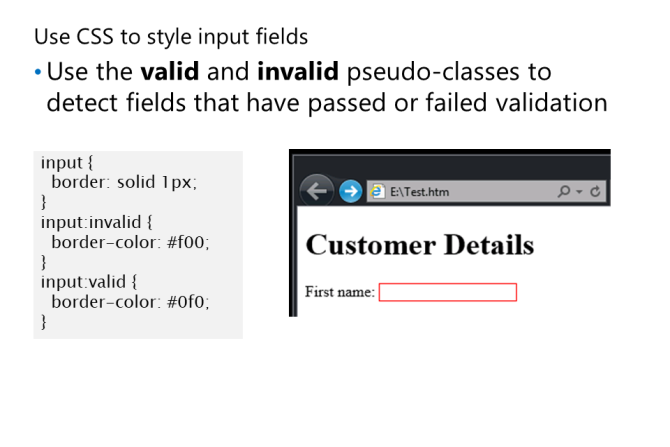 Use CSS to style input fields
• Use the valid and invalid pseudo-classes to
detect fields that have passed or failed validation
input {
  border: solid 1px;
}
input:invalid {
  border-color: #f00;
}
input:valid {
  border-color: #0f0;
}
E:\Test.htm
Customer Details
First name: